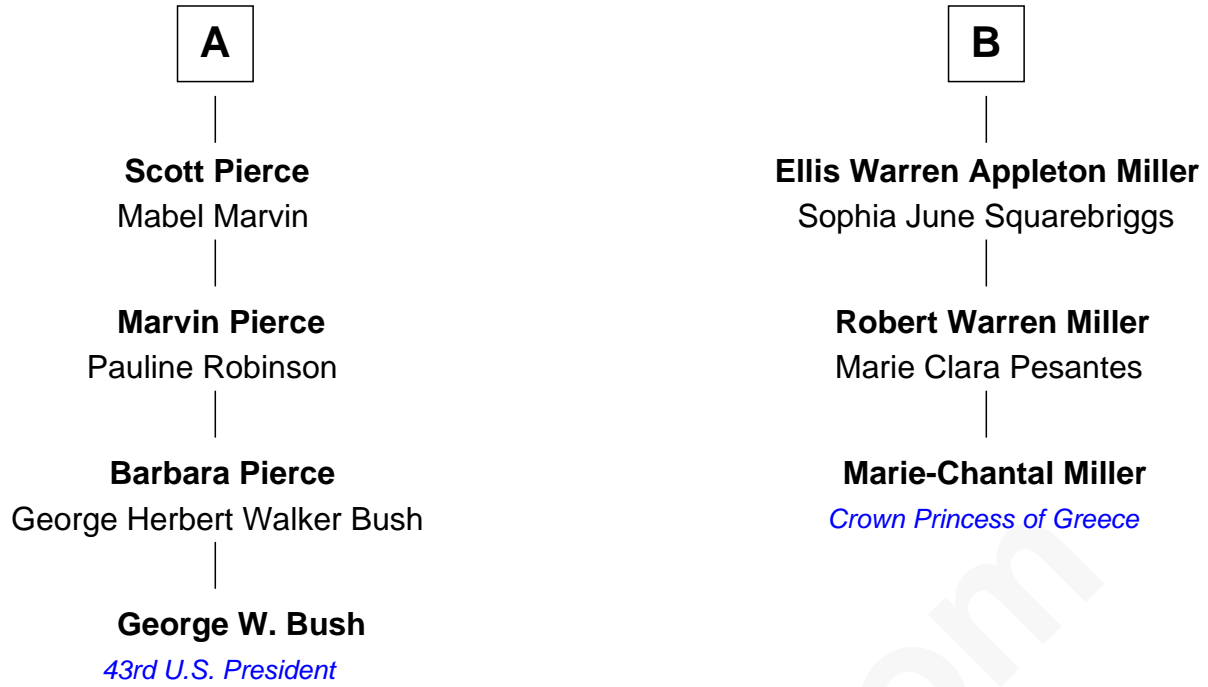 A
Scott Pierce
Mabel Marvin
Marvin Pierce
Pauline Robinson
Barbara Pierce
George Herbert Walker Bush
George W. Bush
43rd U.S. President
B
Ellis Warren Appleton Miller
Sophia June Squarebriggs
Robert Warren Miller
Marie Clara Pesantes
Marie-Chantal Miller
Crown Princess of Greece
om